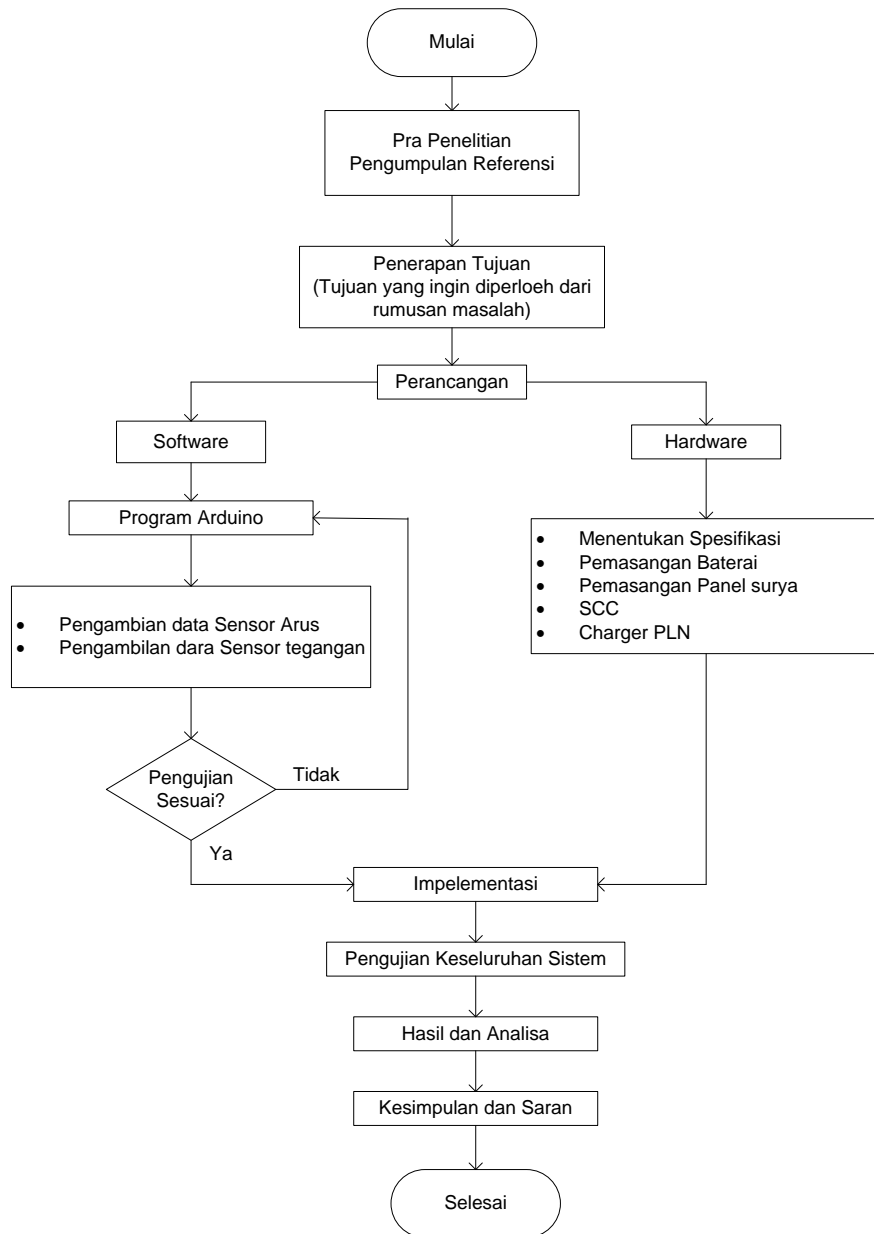 Mulai
Pra Penelitian
Pengumpulan Referensi
Penerapan Tujuan
(Tujuan yang ingin diperloeh dari
rumusan masalah)
Perancangan
Software
Hardware
Program Arduino
• Menentukan Spesifikasi
• Pemasangan Baterai
• Pemasangan Panel surya
• SCC
• Charger PLN
• Pengambian data Sensor Arus
• Pengambilan dara Sensor tegangan
Pengujian
Sesuai?
Tidak
Ya
Impelementasi
Pengujian Keseluruhan Sistem
Hasil dan Analisa
Kesimpulan dan Saran
Selesai